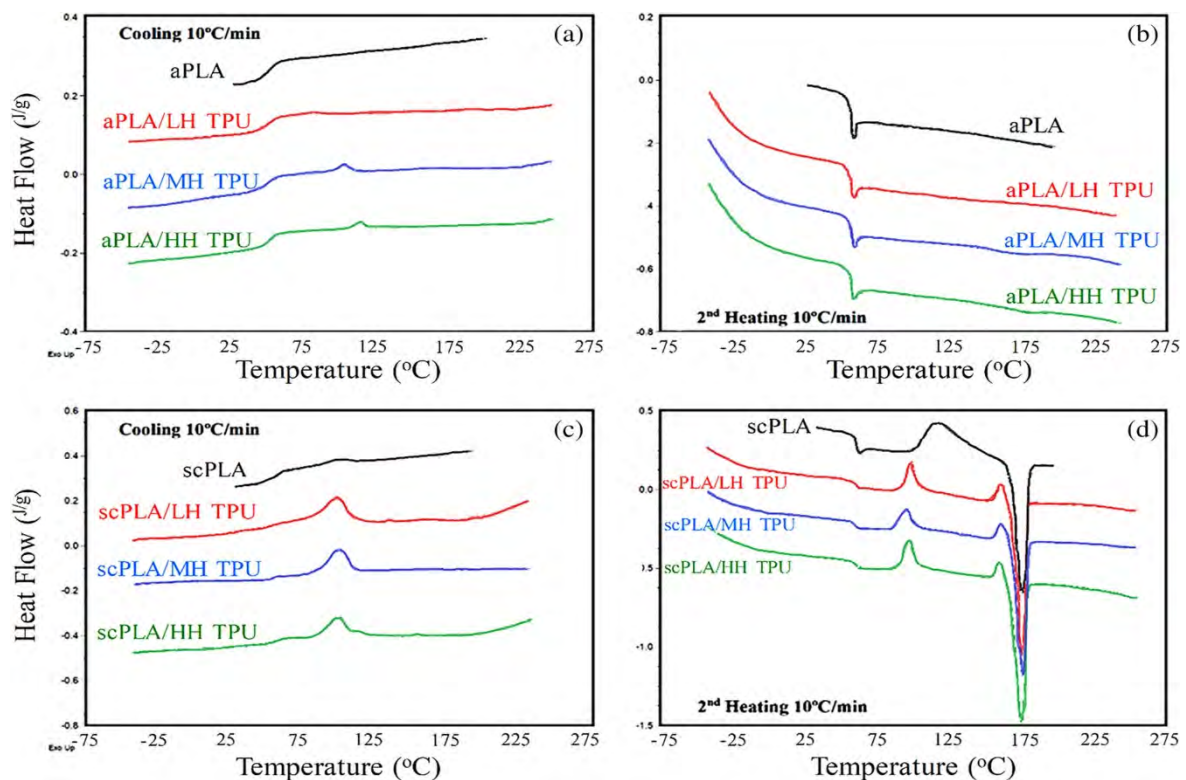 Cooling 10ºC/min
(a)
aPLA
aPLA/LH TPU
aPLA/MH TPU
aPLA/HH TPU
0.4
0.2
0.0
-0.2
-0.4
Heat Flow (J/g)
Exo Up
-75 -25 25 75 125 175 225 275
Temperature (ºC)
(b)
aPLA
aPLA/LH TPU
aPLA/MH TPU
aPLA/HH TPU
2nd Heating 10ºC/min
0.0
.2
.4
-0.6
-0.8
-75 -25 25 75 125 175 225 275
Temperature (ºC)
Cooling 10ºC/min
(c)
scPLA
scPLA/LH TPU
scPLA/MH TPU
scPLA/HH TPU
0.6
0.4
0.2
0.0
-0.2
-0.4
-0.6
-0.8
Heat Flow (J/g)
Exo Up
-75 -25 25 75 125 175 225 275
Temperature (ºC)
(d)
scPLA
scPLA/LH TPU
scPLA/MH TPU
scPLA/HH TPU
2nd Heating 10ºC/min
0.5
0.0
1.5
-1.0
-1.5
-75 -25 25 75 125 175 225 275
Temperature (ºC)